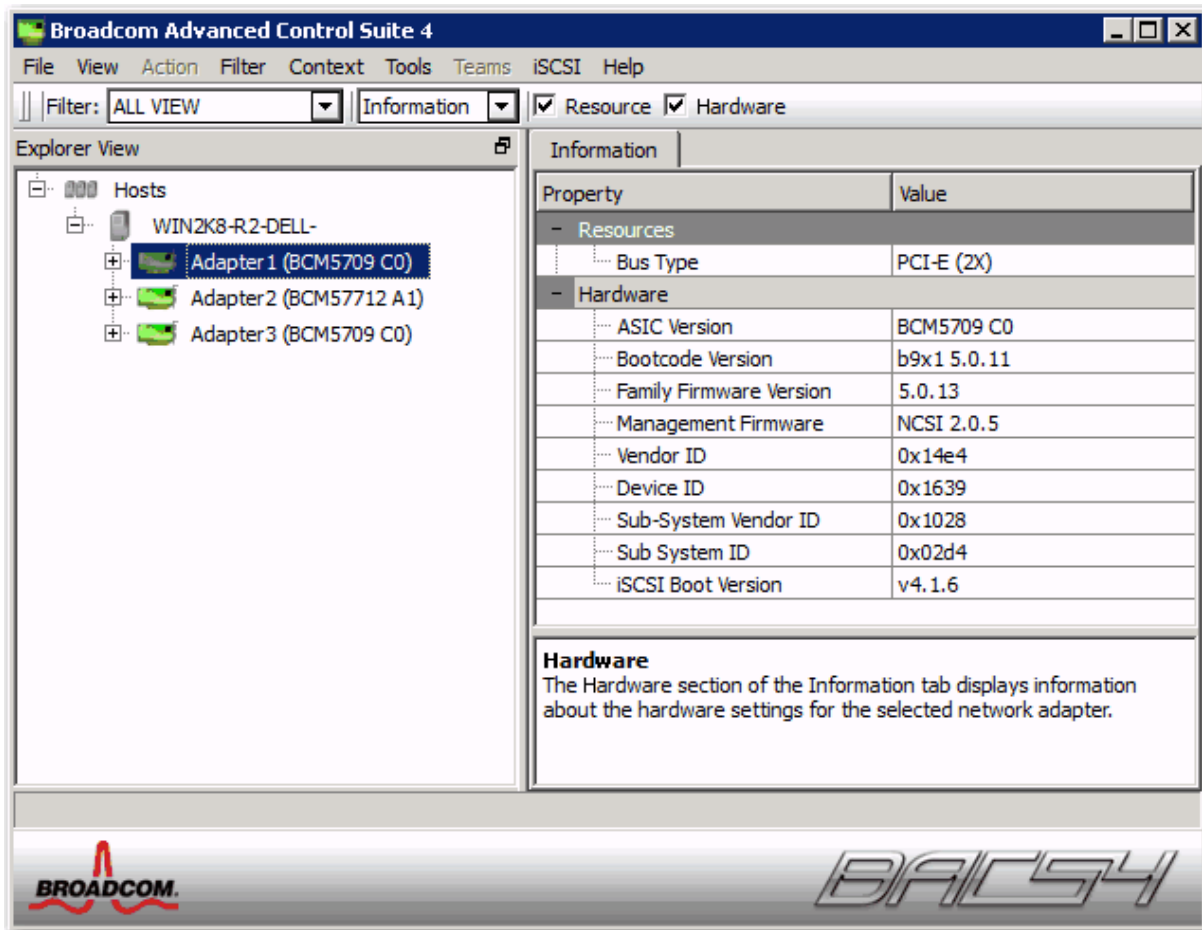 Broadcom Advanced Control Suite 4
File View Action Filter Context Tools Teams iSCSI Help
Filter: ALL VIEW Information Resource Hardware
Explorer View
Hosts
WIN2K8-R2-DELL-
Adapter1 (BCM5709 C0)
Adapter2 (BCM57712 A1)
Adapter3 (BCM5709 C0)
Information
Property Value
Resources
Bus Type PCI-E (2X)
Hardware
ASIC Version BCM5709 C0
Bootcode Version b9x1 5.0.11
Family Firmware Version 5.0.13
Management Firmware NCSI 2.0.5
Vendor ID 0x14e4
Device ID 0x1639
Sub-System Vendor ID 0x1028
Sub System ID 0x02d4
iSCSI Boot Version v4.1.6
Hardware
The Hardware section of the Information tab displays information
about the hardware settings for the selected network adapter.
BROADCOM.
BACS4